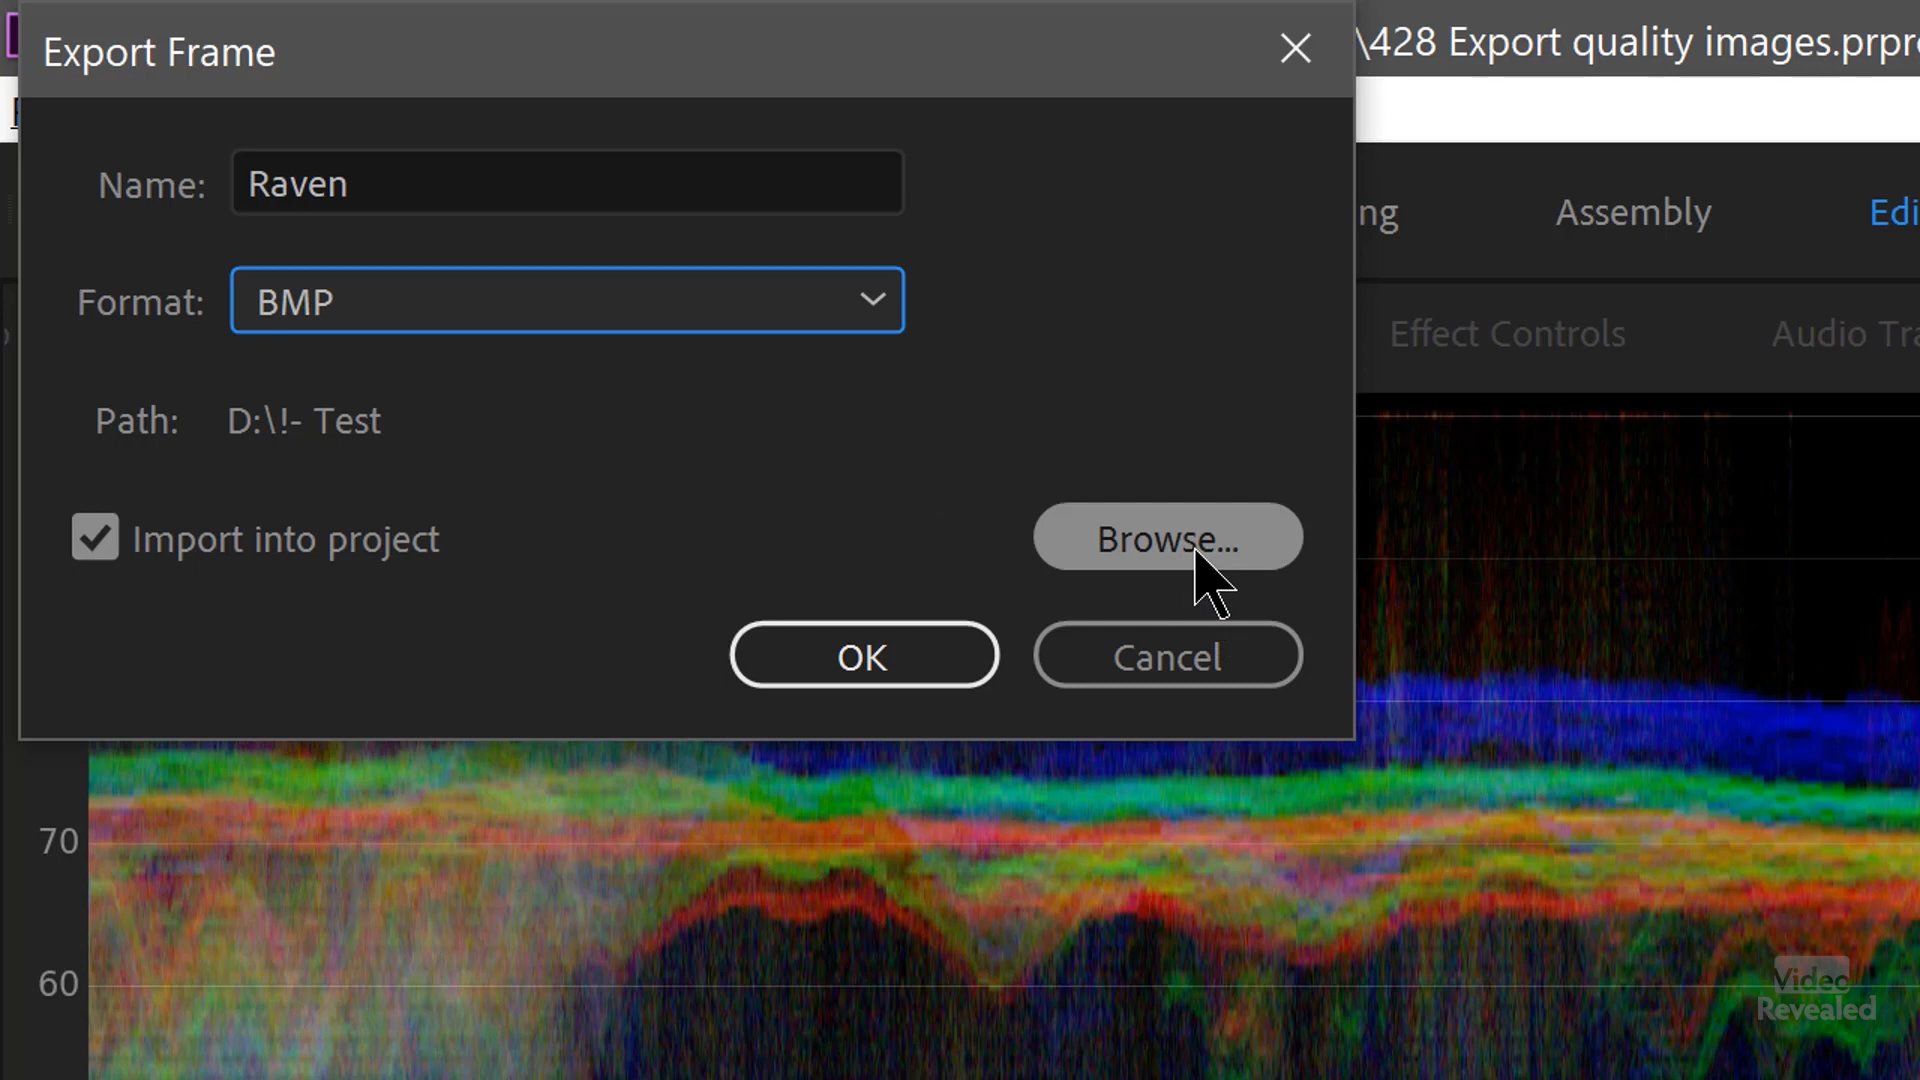 Export Frame
\428 Export quality images.prpr
Name: Raven
ng
Assembly
Edi
Format: BMP
Effect Controls
Audio Tra
Path: D:\!- Test
Import into project
Browse...
OK
Cancel
70
60
Video
Revealed